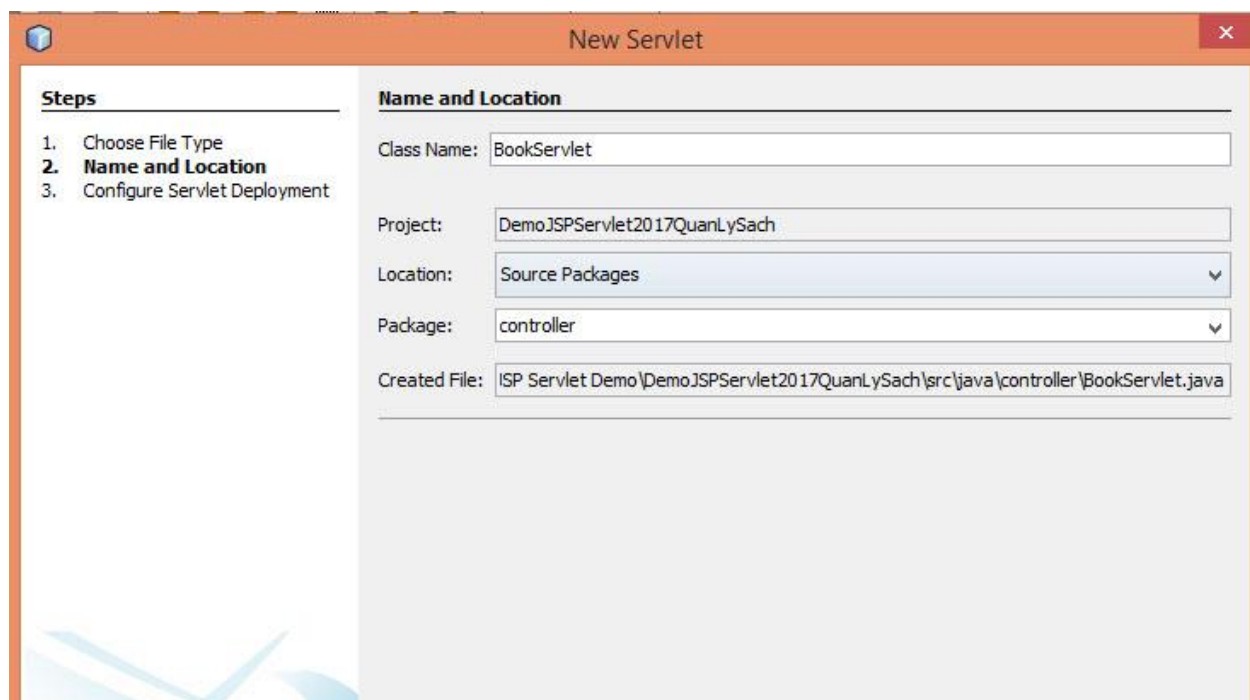 New Servlet
Steps
1. Choose File Type
2. Name and Location
3. Configure Servlet Deployment
Name and Location
Class Name: BookServlet
Project: DemoJSPServlet2017QuanLySach
Location: Source Packages
Package: controller
Created File: ISP Servlet Demo\DemoJSPServlet2017QuanLySach\src\java\controller\BookServlet.java